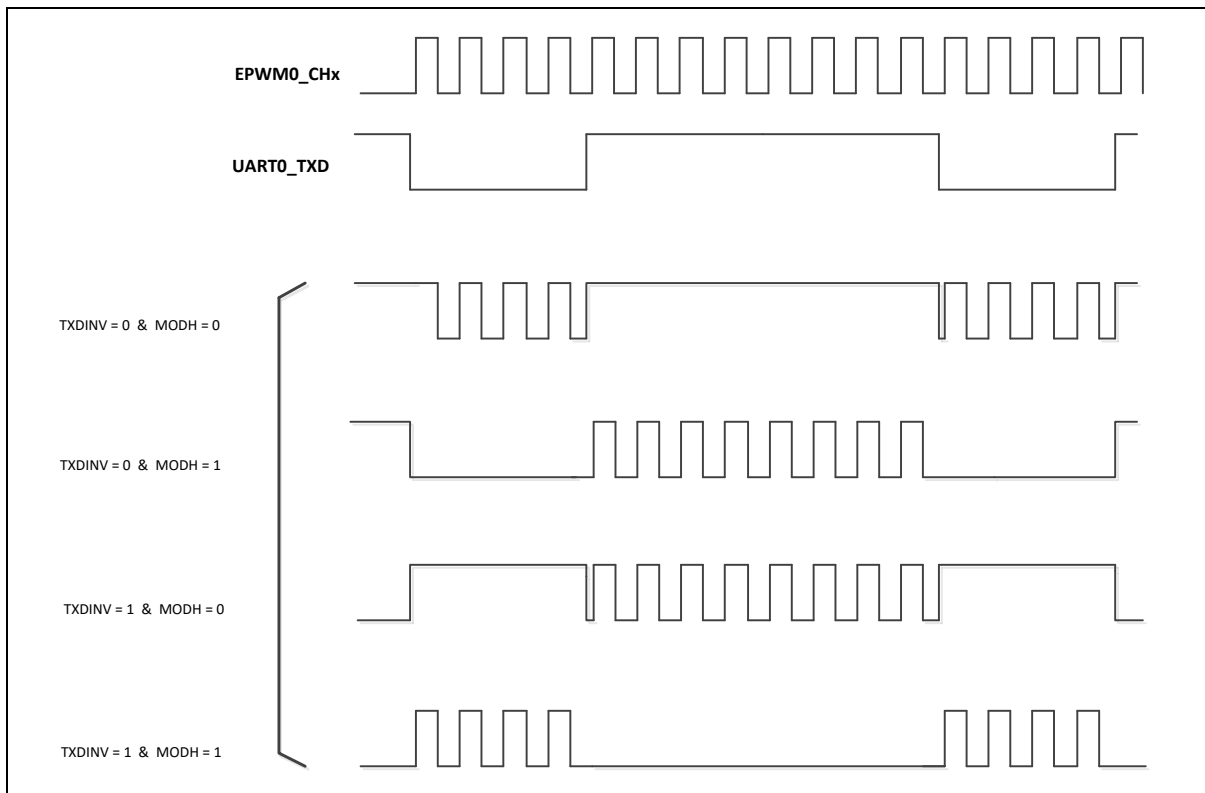 EPWM0_CHx
UART0_TXD
TXDINV = 0 & MODH = 0
TXDINV = 0 & MODH = 1
TXDINV = 1 & MODH = 0
TXDINV = 1 & MODH = 1